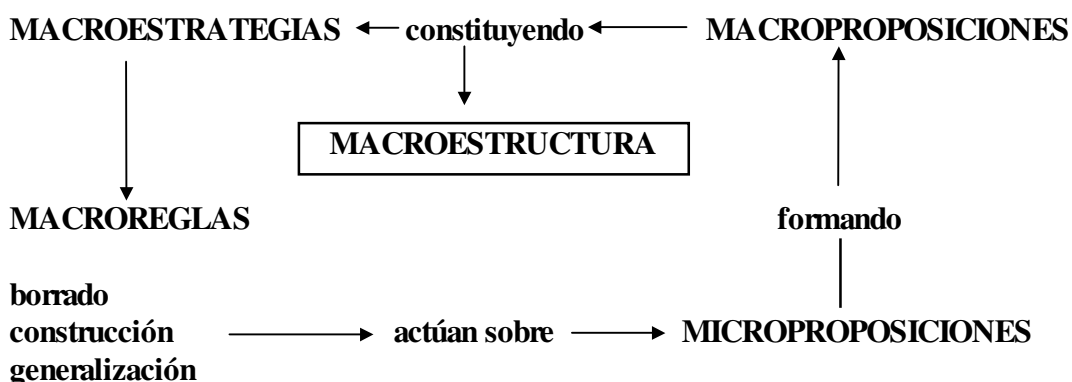 MACROESTRATEGIAS constituyendo MACROPROPOSICIONES
MACROESTRUCTURA
MACROREGLAS formando
borrado
construcción actúan sobre MICROPROPOSICIONES
generalización